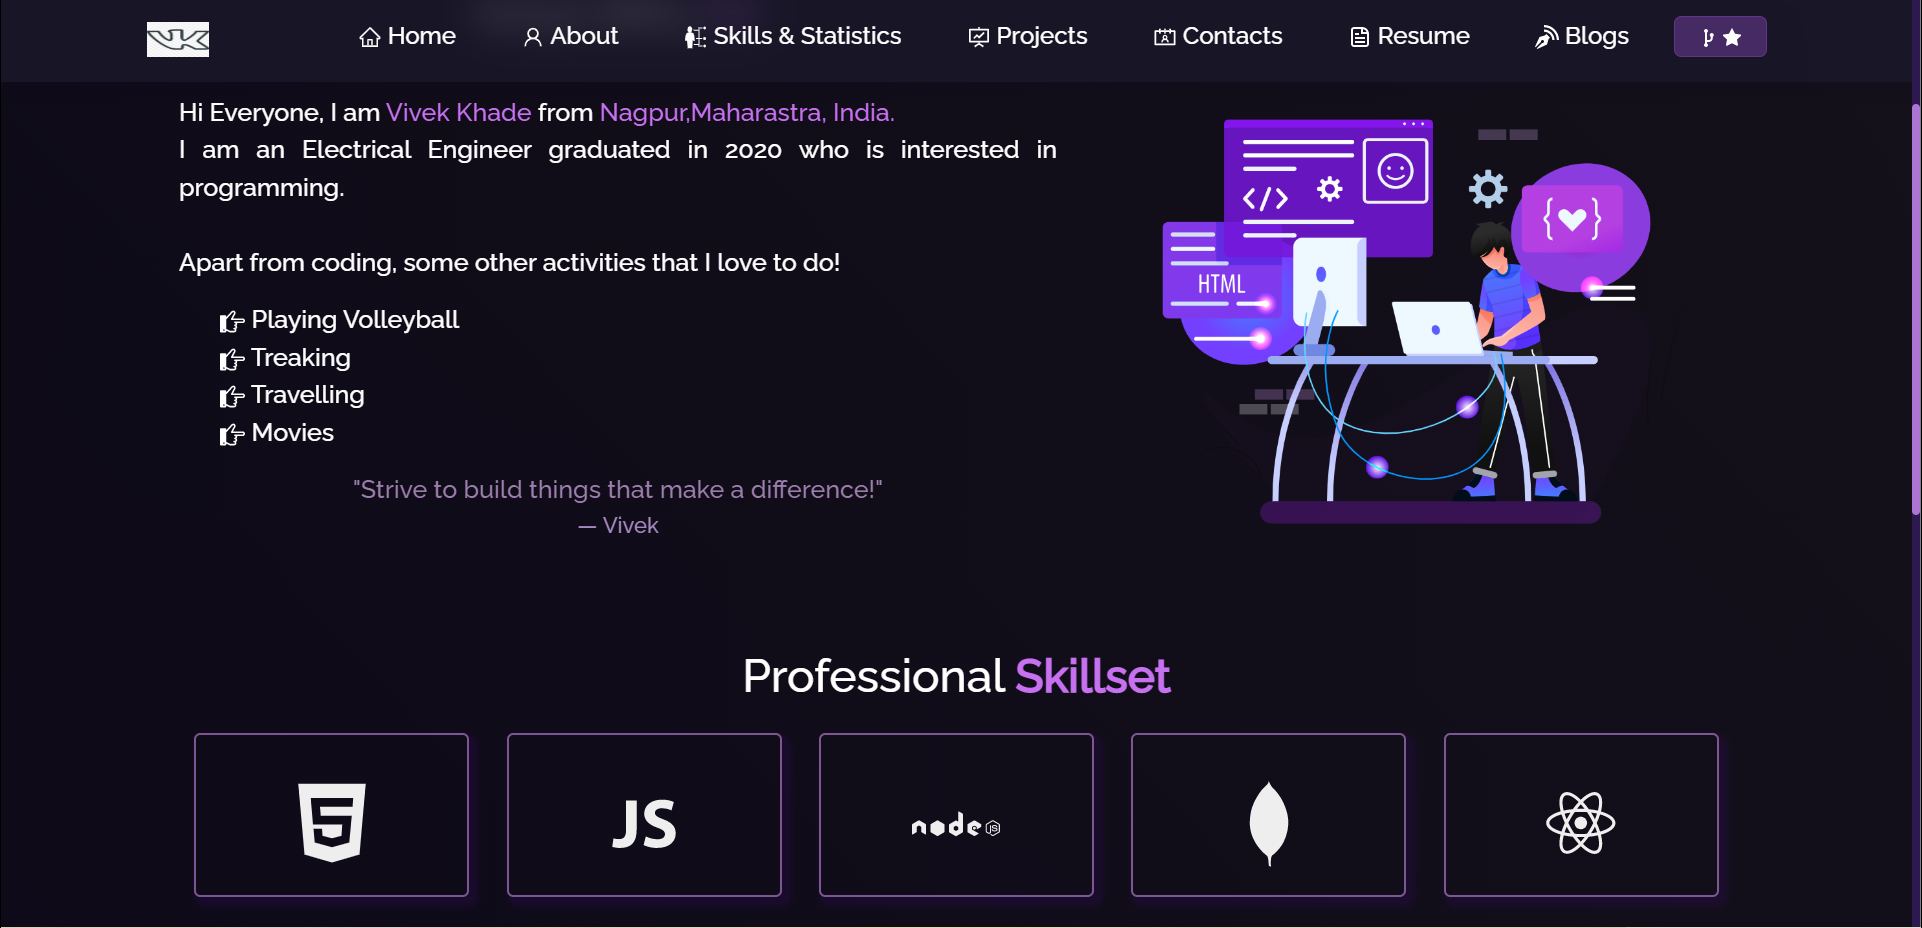 Home
About
Skills & Statistics
Projects
Contacts
Resume
Blogs
Hi Everyone, I am Vivek Khade from Nagpur,Maharastra, India.
I am an Electrical Engineer graduated in 2020 who is interested in
programming.
Apart from coding, some other activities that I love to do!
Playing Volleyball
Treaking
Travelling
Movies
"Strive to build things that make a difference!"
— Vivek
</>
HTML
Professional Skillset
JS
node JS